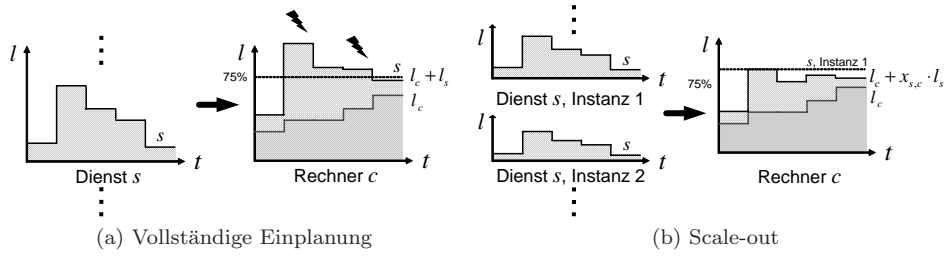 l
s
t
Dienst s
l
75%
s
l_c + l_s
l_c
t
Rechner c
(a) Vollständige Einplanung
l
s
t
Dienst s, Instanz 1
l
s
t
Dienst s, Instanz 2
l
75%
s, Instanz 1
l_c + x_{s,c} · l_s
l_c
t
Rechner c
(b) Scale-out